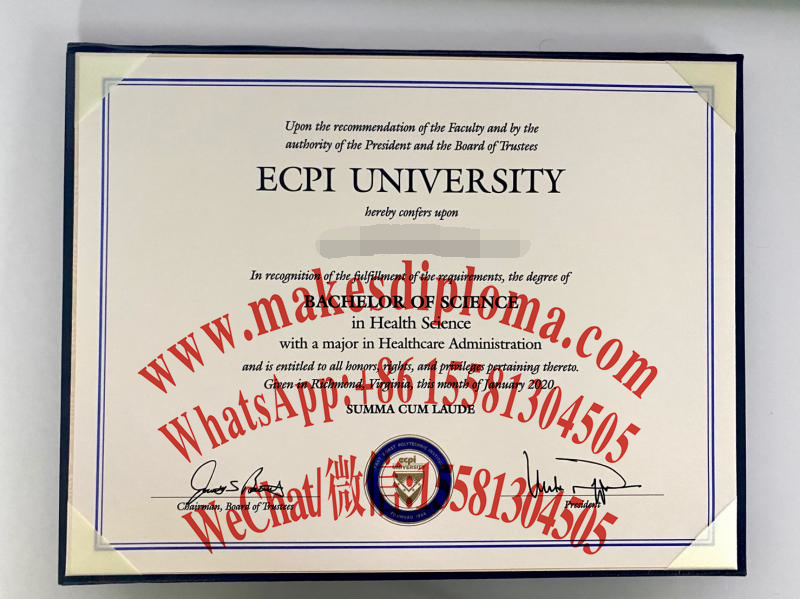 Upon the recommendation of the Faculty and by the
authority of the President and the Board of Trustees
ECPI UNIVERSITY
hereby confers upon
In recognition of the fulfillment of the requirements, the degree of
BACHELOR OF SCIENCE
in Health Science
with a major in Healthcare Administration
and is entitled to all honors, rights, and privileges pertaining thereto.
Given in Richmond, Virginia, this month of January 2020
SUMMA CUM LAUDE
www.makesdiploma.com
WhatsApp:+86 15581304505
WeChat/微信:15581304505
ecpi
UNIVERSITY
Chairman, Board of Trustees
President